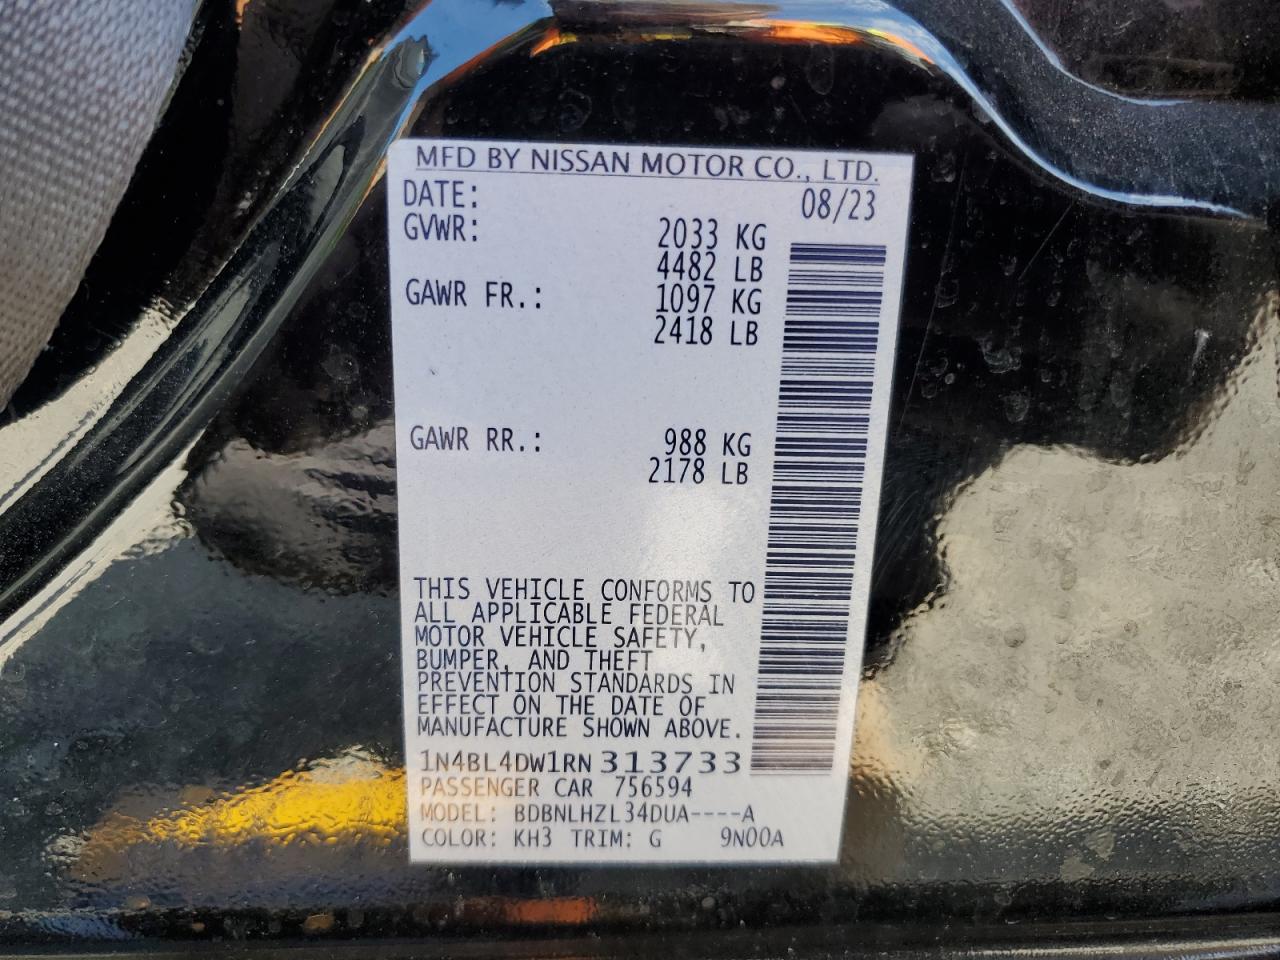 MFD BY NISSAN MOTOR CO., LTD.
DATE: 08/23
GVWR: 2033 KG
4482 LB
GAWR FR.: 1097 KG
2418 LB
GAWR RR.: 988 KG
2178 LB
THIS VEHICLE CONFORMS TO
ALL APPLICABLE FEDERAL
MOTOR VEHICLE SAFETY,
BUMPER, AND THEFT
PREVENTION STANDARDS IN
EFFECT ON THE DATE OF
MANUFACTURE SHOWN ABOVE.
1N4BL4DW1RN313733
PASSENGER CAR 756594
MODEL: BDBNLHZL34DUA----A
COLOR: KH3 TRIM: G 9N00A